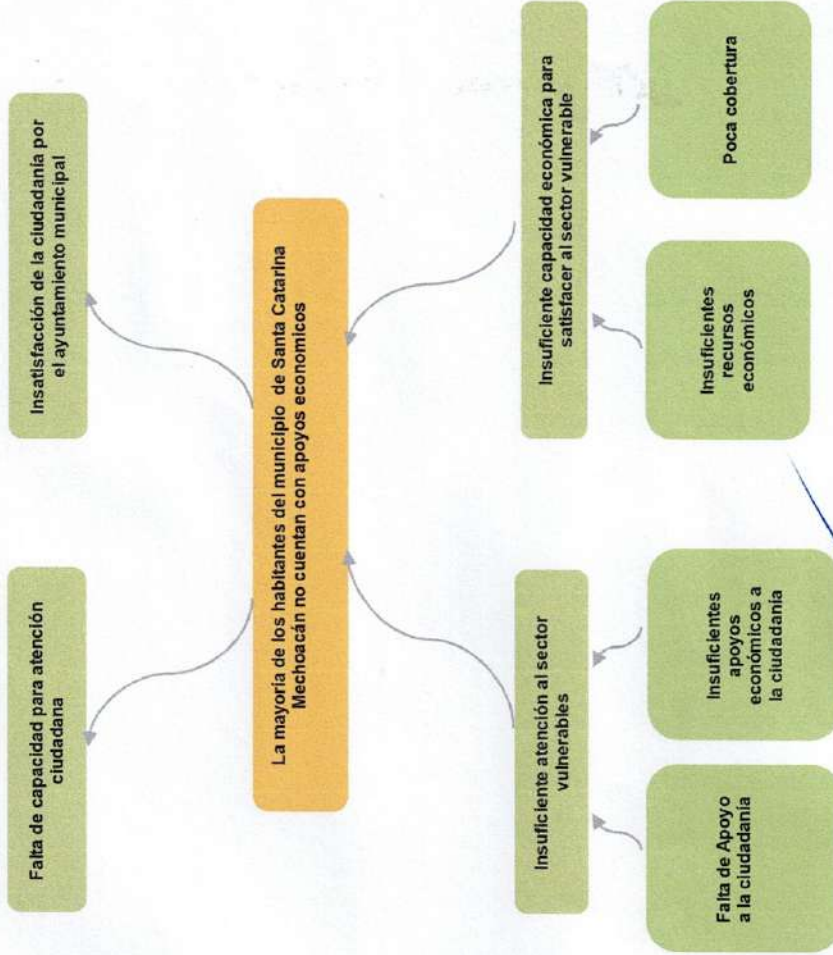 Falta de capacidad para atención
ciudadana
Insatisfacción de la ciudadanía por
el ayuntamiento municipal
La mayoria de los habitantes del municipio de Santa Catarina
Mechoacán no cuentan con apoyos economicos
Insuficiente atención al sector
vulnerables
Insuficiente capacidad económica para
satisfacer al sector vulnerable
Falta de Apoyo
a la ciudadanía
Insuficientes
apoyos
económicos a
la ciudadanía
Insuficientes
recursos
económicos
Poca cobertura